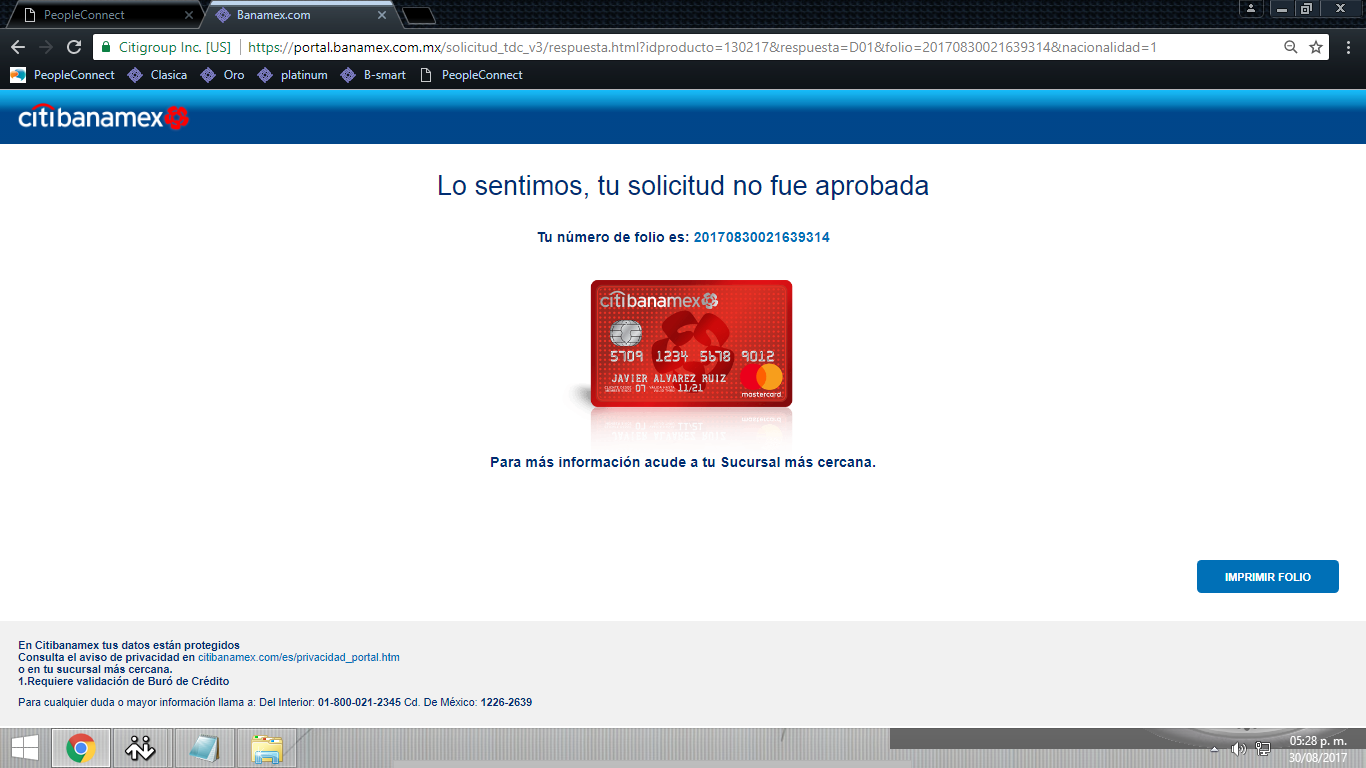 PeopleConnect
Banamex.com
Citigroup Inc. [US] https://portal.banamex.com.mx/solicitud_tdc_v3/respuesta.html?idproducto=130217&respuesta=D01&folio=20170830021639314&nacionalidad=1
PeopleConnect Clasica Oro platinum B-smart PeopleConnect
citibanamex
Lo sentimos, tu solicitud no fue aprobada
Tu número de folio es: 20170830021639314
citibanamex
5709 1234 5678 9012
JAVIER ALVAREZ RUIZ
07 11/21
mastercard
Para más información acude a tu Sucursal más cercana.
IMPRIMIR FOLIO
En Citibanamex tus datos están protegidos
Consulta el aviso de privacidad en citibanamex.com/es/privacidad_portal.htm
o en tu sucursal más cercana.
1.Requiere validación de Buró de Crédito
Para cualquier duda o mayor información llama a: Del Interior: 01-800-021-2345 Cd. De México: 1226-2639
05:28 p. m.
30/08/2017